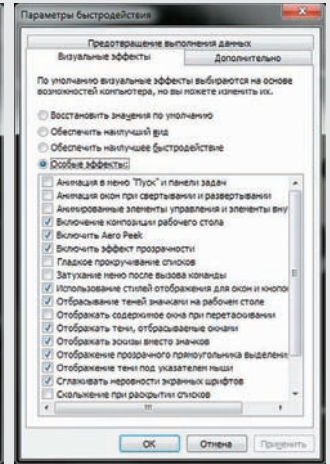 Параметры быстродействия
Предотвращение выполнения данных
Визуальные эффекты
Дополнительно
По умолчанию визуальные эффекты выбираются на основе
возможностей компьютера, но вы можете изменить их.
Восстановить значения по умолчанию
Обеспечить наилучший вид
Обеспечить наилучшее быстродействие
Особые эффекты:
Анимация в меню "Пуск" и панели задач
Анимация окон при свертывании и развертывании
Анимированные элементы управления и элементы вну
Включение композиции рабочего стола
Включить Aero Peek
Включить эффект прозрачности
Гладкое прокручивание списков
Затухание меню после вызова команды
Использование стилей отображения для окон и кнопок
Отбрасывание теней значками на рабочем столе
Отображать содержимое окна при перетаскивании
Отображать тени, отбрасываемые окнами
Отображать эскизы вместо значков
Отображение прозрачного прямоугольника выделени
Отображение тени под указателем мыши
Сглаживать неровности экранных шрифтов
Скольжение при раскрытии списков
ОК
Отмена
Применить